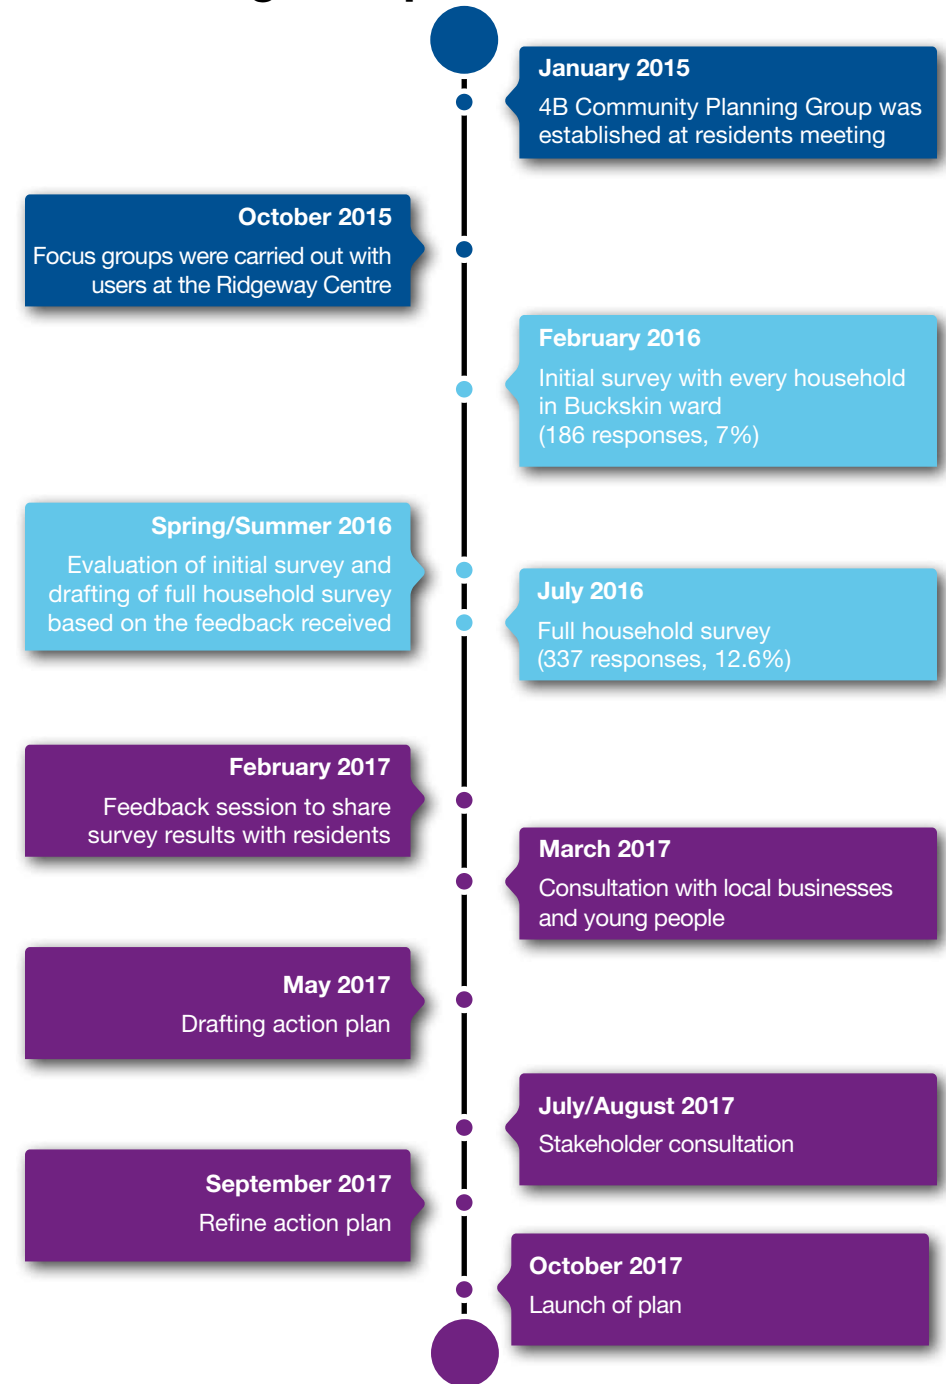 January 2015
4B Community Planning Group was
established at residents meeting
October 2015
Focus groups were carried out with
users at the Ridgeway Centre
February 2016
Initial survey with every household
in Buckskin ward
(186 responses, 7%)
Spring/Summer 2016
Evaluation of initial survey and
drafting of full household survey
based on the feedback received
July 2016
Full household survey
(337 responses, 12.6%)
February 2017
Feedback session to share
survey results with residents
March 2017
Consultation with local businesses
and young people
May 2017
Drafting action plan
July/August 2017
Stakeholder consultation
September 2017
Refine action plan
October 2017
Launch of plan